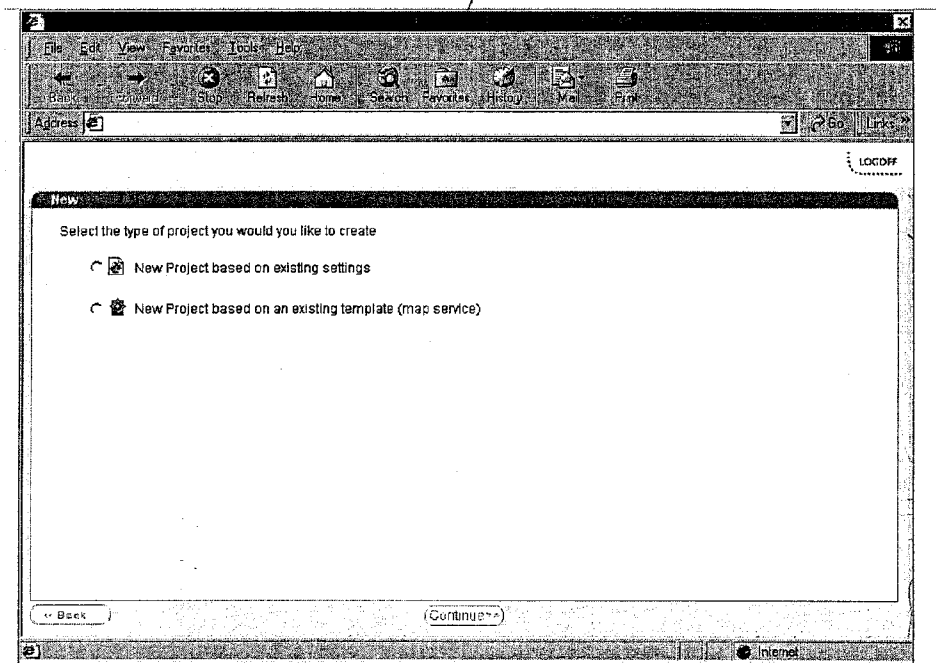 File Edit View Favorites Tools Help
Back Forward Stop Refresh Home Search Favorites History Mail Print
Address Go Links »
LOGOFF
New
Select the type of project you would you like to create
New Project based on existing settings
New Project based on an existing template (map service)
<< Back Continue >>
Internet